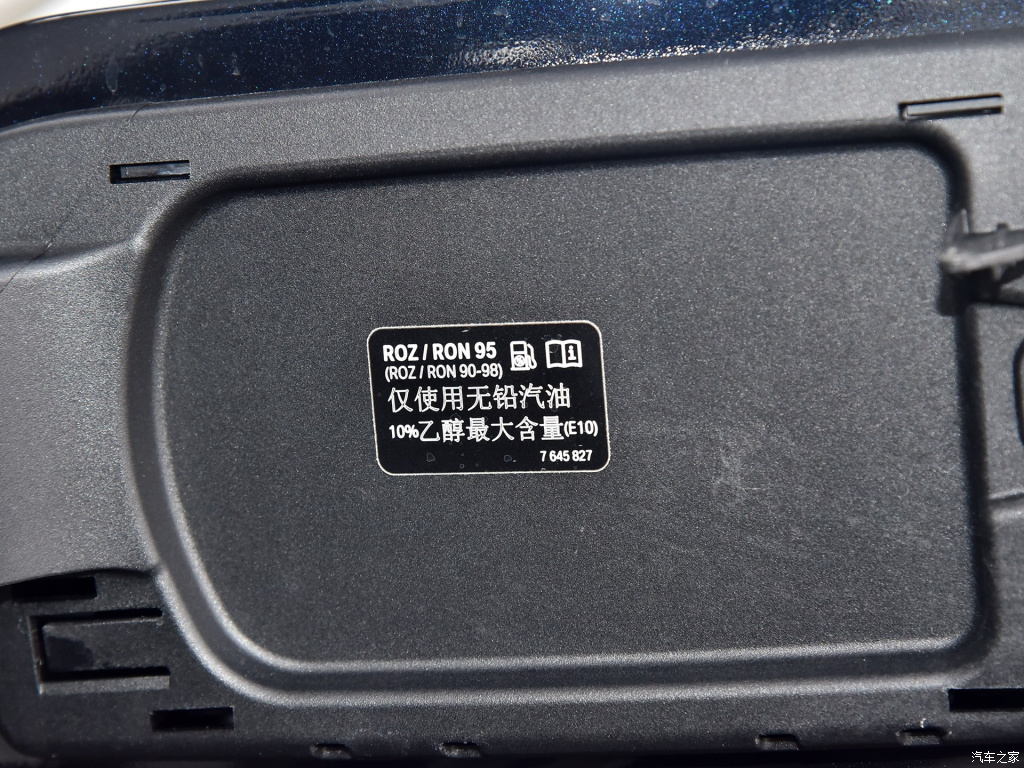 ROZ / RON 95
(ROZ / RON 90-98)
仅使用无铅汽油
10%乙醇最大含量(E10)
7 645 827
汽车之家